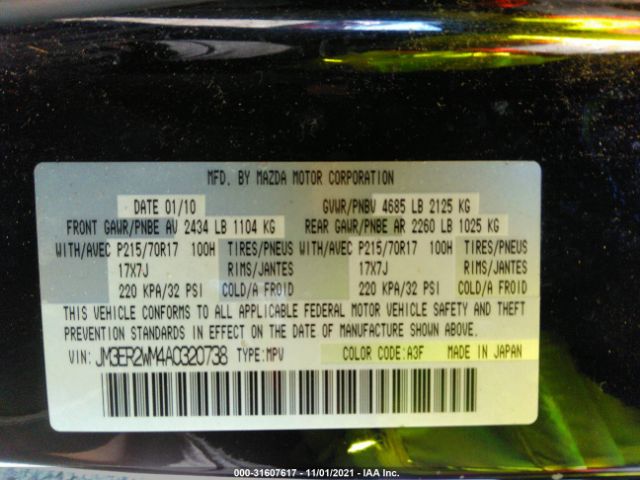 MFD. BY MAZDA MOTOR CORPORATION
DATE 01/10 GVWR/PNBV 4685 LB 2125 KG
FRONT GAWR/PNBE AV 2434 LB 1104 KG REAR GAWR/PNBE AR 2260 LB 1025 KG
WITH/AVEC P215/70R17 100H TIRES/PNEUS WITH/AVEC P215/70R17 100H TIRES/PNEUS
17X7J RIMS/JANTES 17X7J RIMS/JANTES
220 KPA/32 PSI COLD/A FROID 220 KPA/32 PSI COLD/A FROID
THIS VEHICLE CONFORMS TO ALL APPLICABLE FEDERAL MOTOR VEHICLE SAFETY AND THEFT
PREVENTION STANDARDS IN EFFECT ON THE DATE OF MANUFACTURE SHOWN ABOVE.
VIN: JM3ER2WM4A0320738 TYPE:MPV COLOR CODE:A3F MADE IN JAPAN
000-31607617 - 11/01/2021 - IAA Inc.